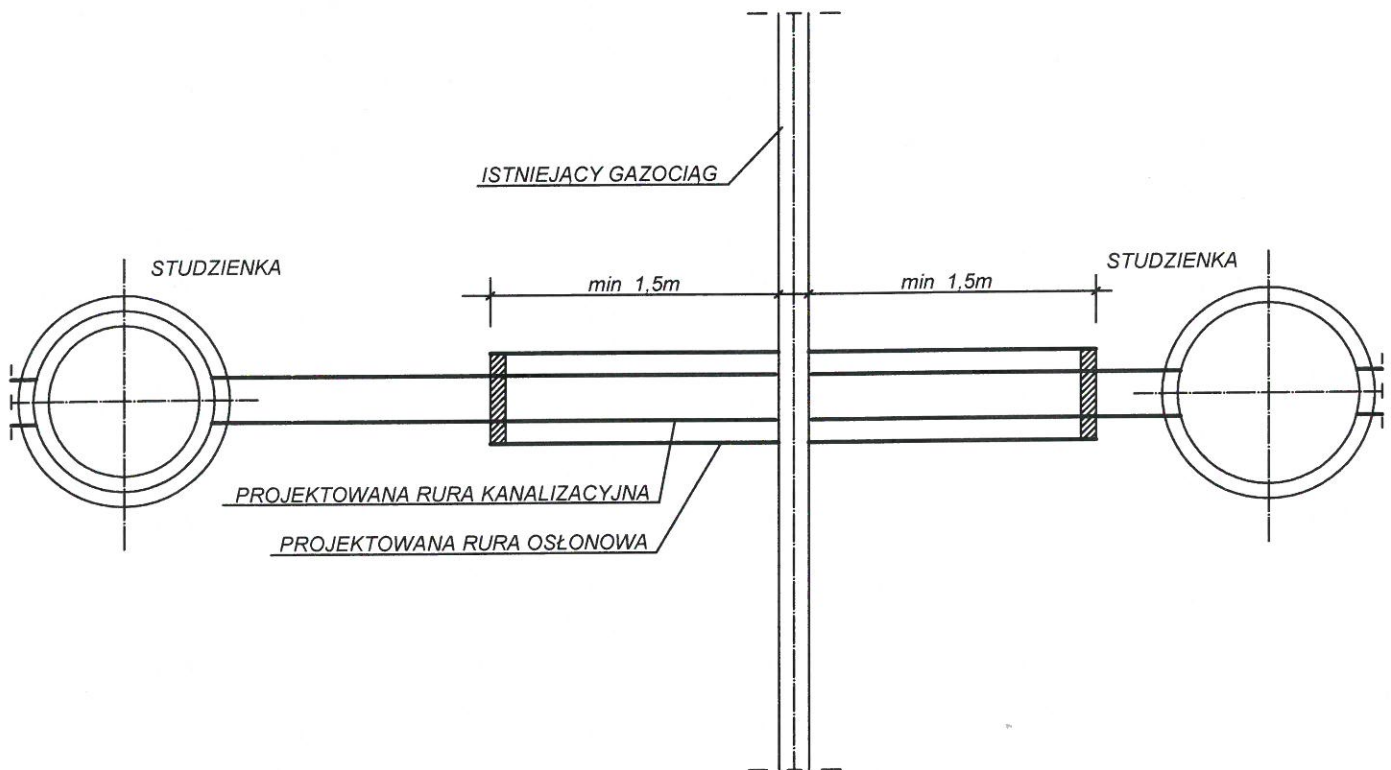 ISTNIEJĄCY GAZOCIĄG
STUDZIENKA
STUDZIENKA
min 1,5m
min 1,5m
PROJEKTOWANA RURA KANALIZACYJNA
PROJEKTOWANA RURA OSŁONOWA